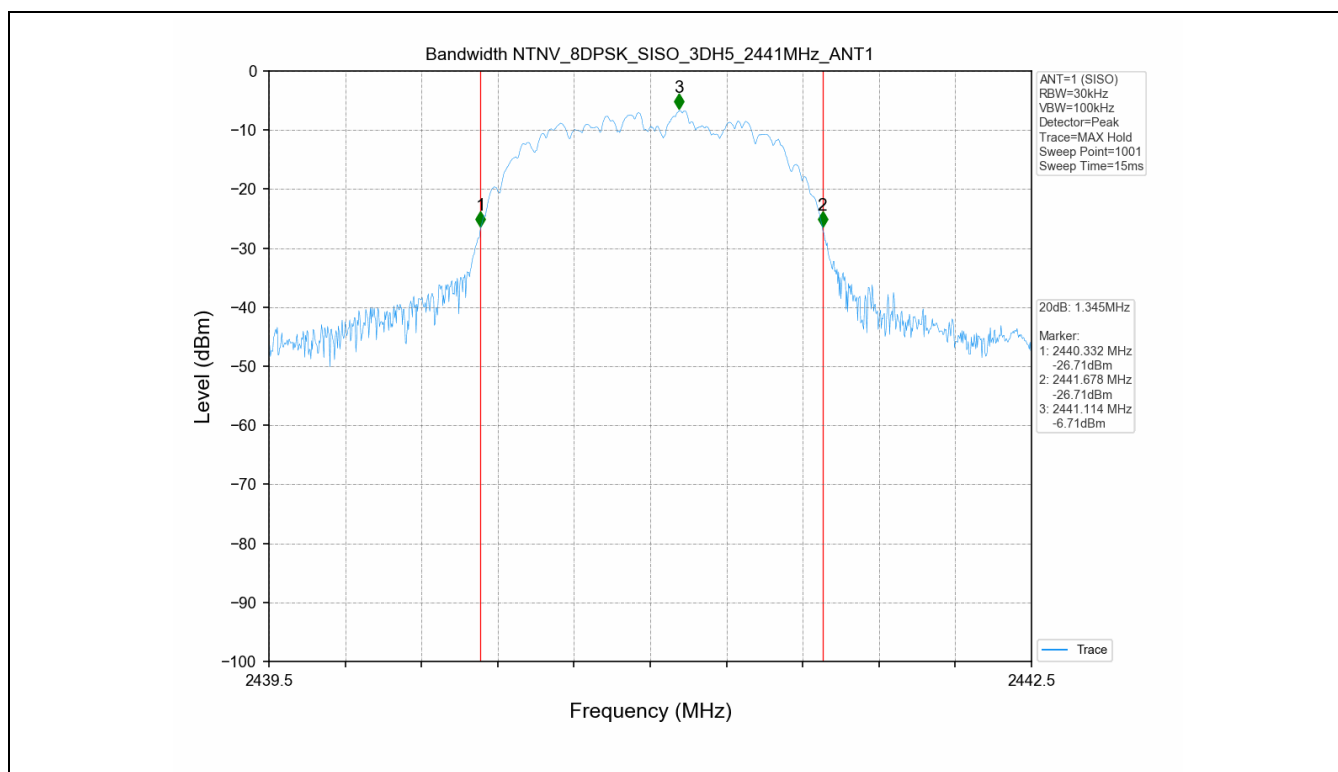 Bandwidth NTNV_8DPSK_SISO_3DH5_2441MHz_ANT1
0
−10
−20
−30
−40
−50
−60
−70
−80
−90
−100
Level (dBm)
1
2
3
2439.5
2442.5
Frequency (MHz)
ANT=1 (SISO)
RBW=30kHz
VBW=100kHz
Detector=Peak
Trace=MAX Hold
Sweep Point=1001
Sweep Time=15ms
20dB: 1.345MHz
Marker:
1: 2440.332 MHz
-26.71dBm
2: 2441.678 MHz
-26.71dBm
3: 2441.114 MHz
-6.71dBm
Trace